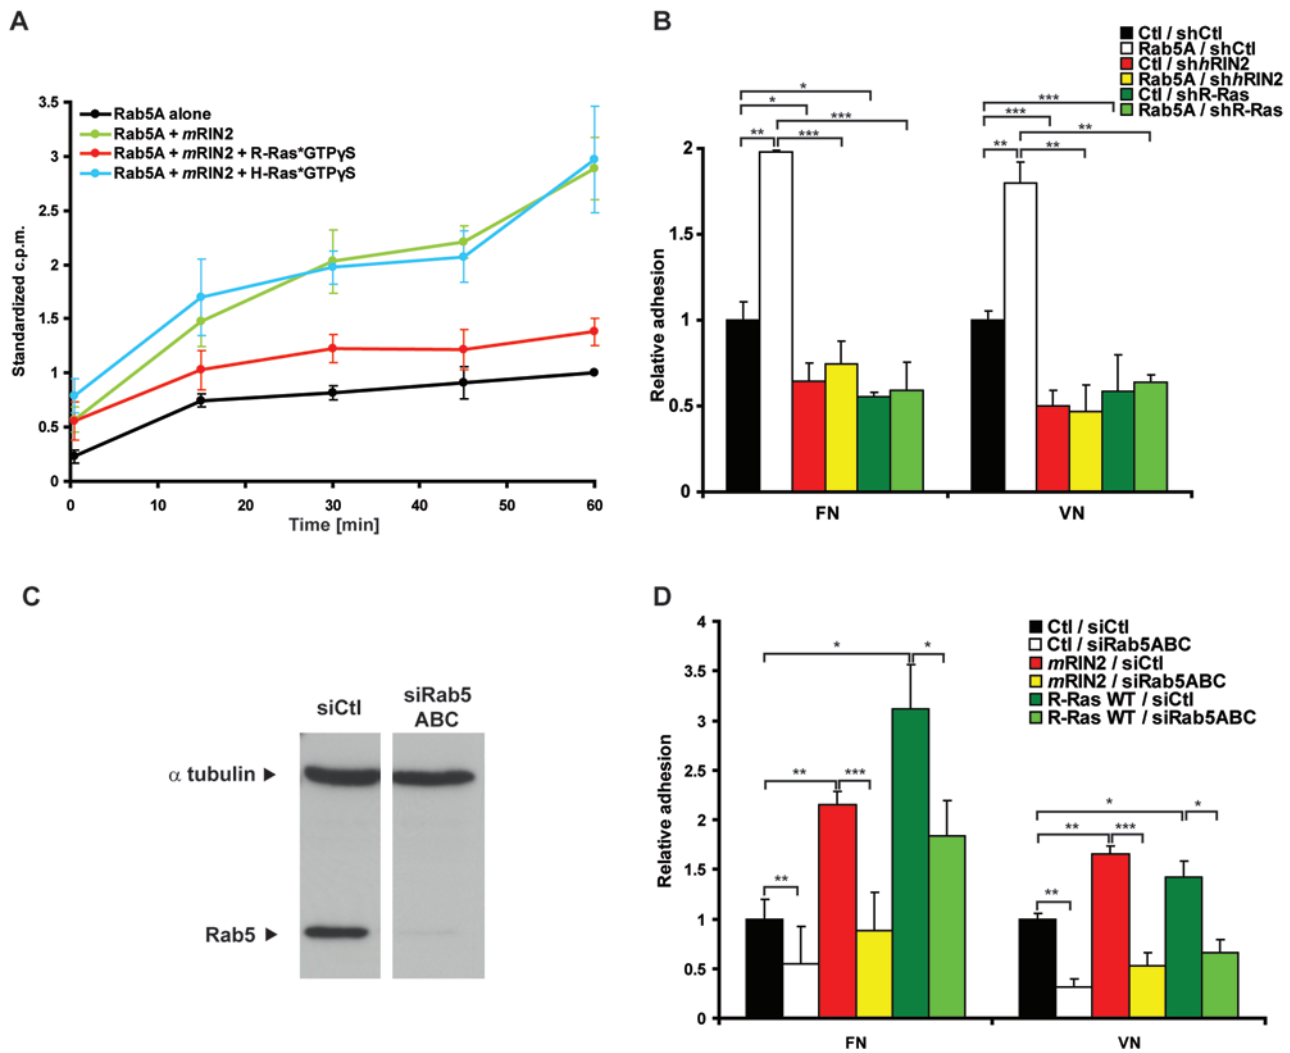 A
Standardized c.p.m.
3.5
3
2.5
2
1.5
1
0.5
0
Rab5A alone
Rab5A + mRIN2
Rab5A + mRIN2 + R-Ras*GTPγS
Rab5A + mRIN2 + H-Ras*GTPγS
0 10 20 30 40 50 60
Time [min]
B
Ctl / shCtl
Rab5A / shCtl
Ctl / shhRIN2
Rab5A / shhRIN2
Ctl / shR-Ras
Rab5A / shR-Ras
Relative adhesion
2
1.5
1
0.5
0
*
*
***
** ***
***
***
**
** **
FN VN
C
siCtl
siRab5
ABC
α tubulin
Rab5
D
Ctl / siCtl
Ctl / siRab5ABC
mRIN2 / siCtl
mRIN2 / siRab5ABC
R-Ras WT / siCtl
R-Ras WT / siRab5ABC
Relative adhesion
4
3.5
3
2.5
2
1.5
1
0.5
0
* *
** ***
**
* *
** ***
**
FN VN